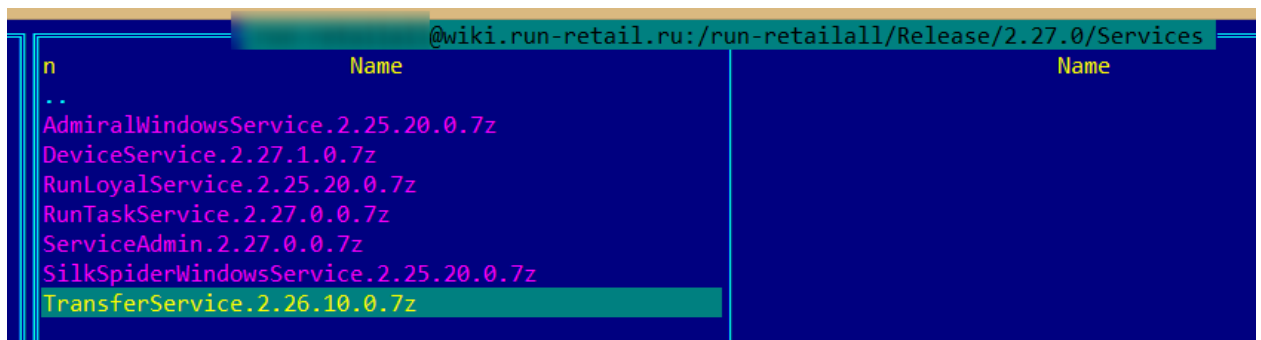 @wiki.run-retail.ru:/run-retailall/Release/2.27.0/Services
n Name Name
..
AdmiralWindowsService.2.25.20.0.7z
DeviceService.2.27.1.0.7z
RunLoyalService.2.25.20.0.7z
RunTaskService.2.27.0.0.7z
ServiceAdmin.2.27.0.0.7z
SilkSpiderWindowsService.2.25.20.0.7z
TransferService.2.26.10.0.7z